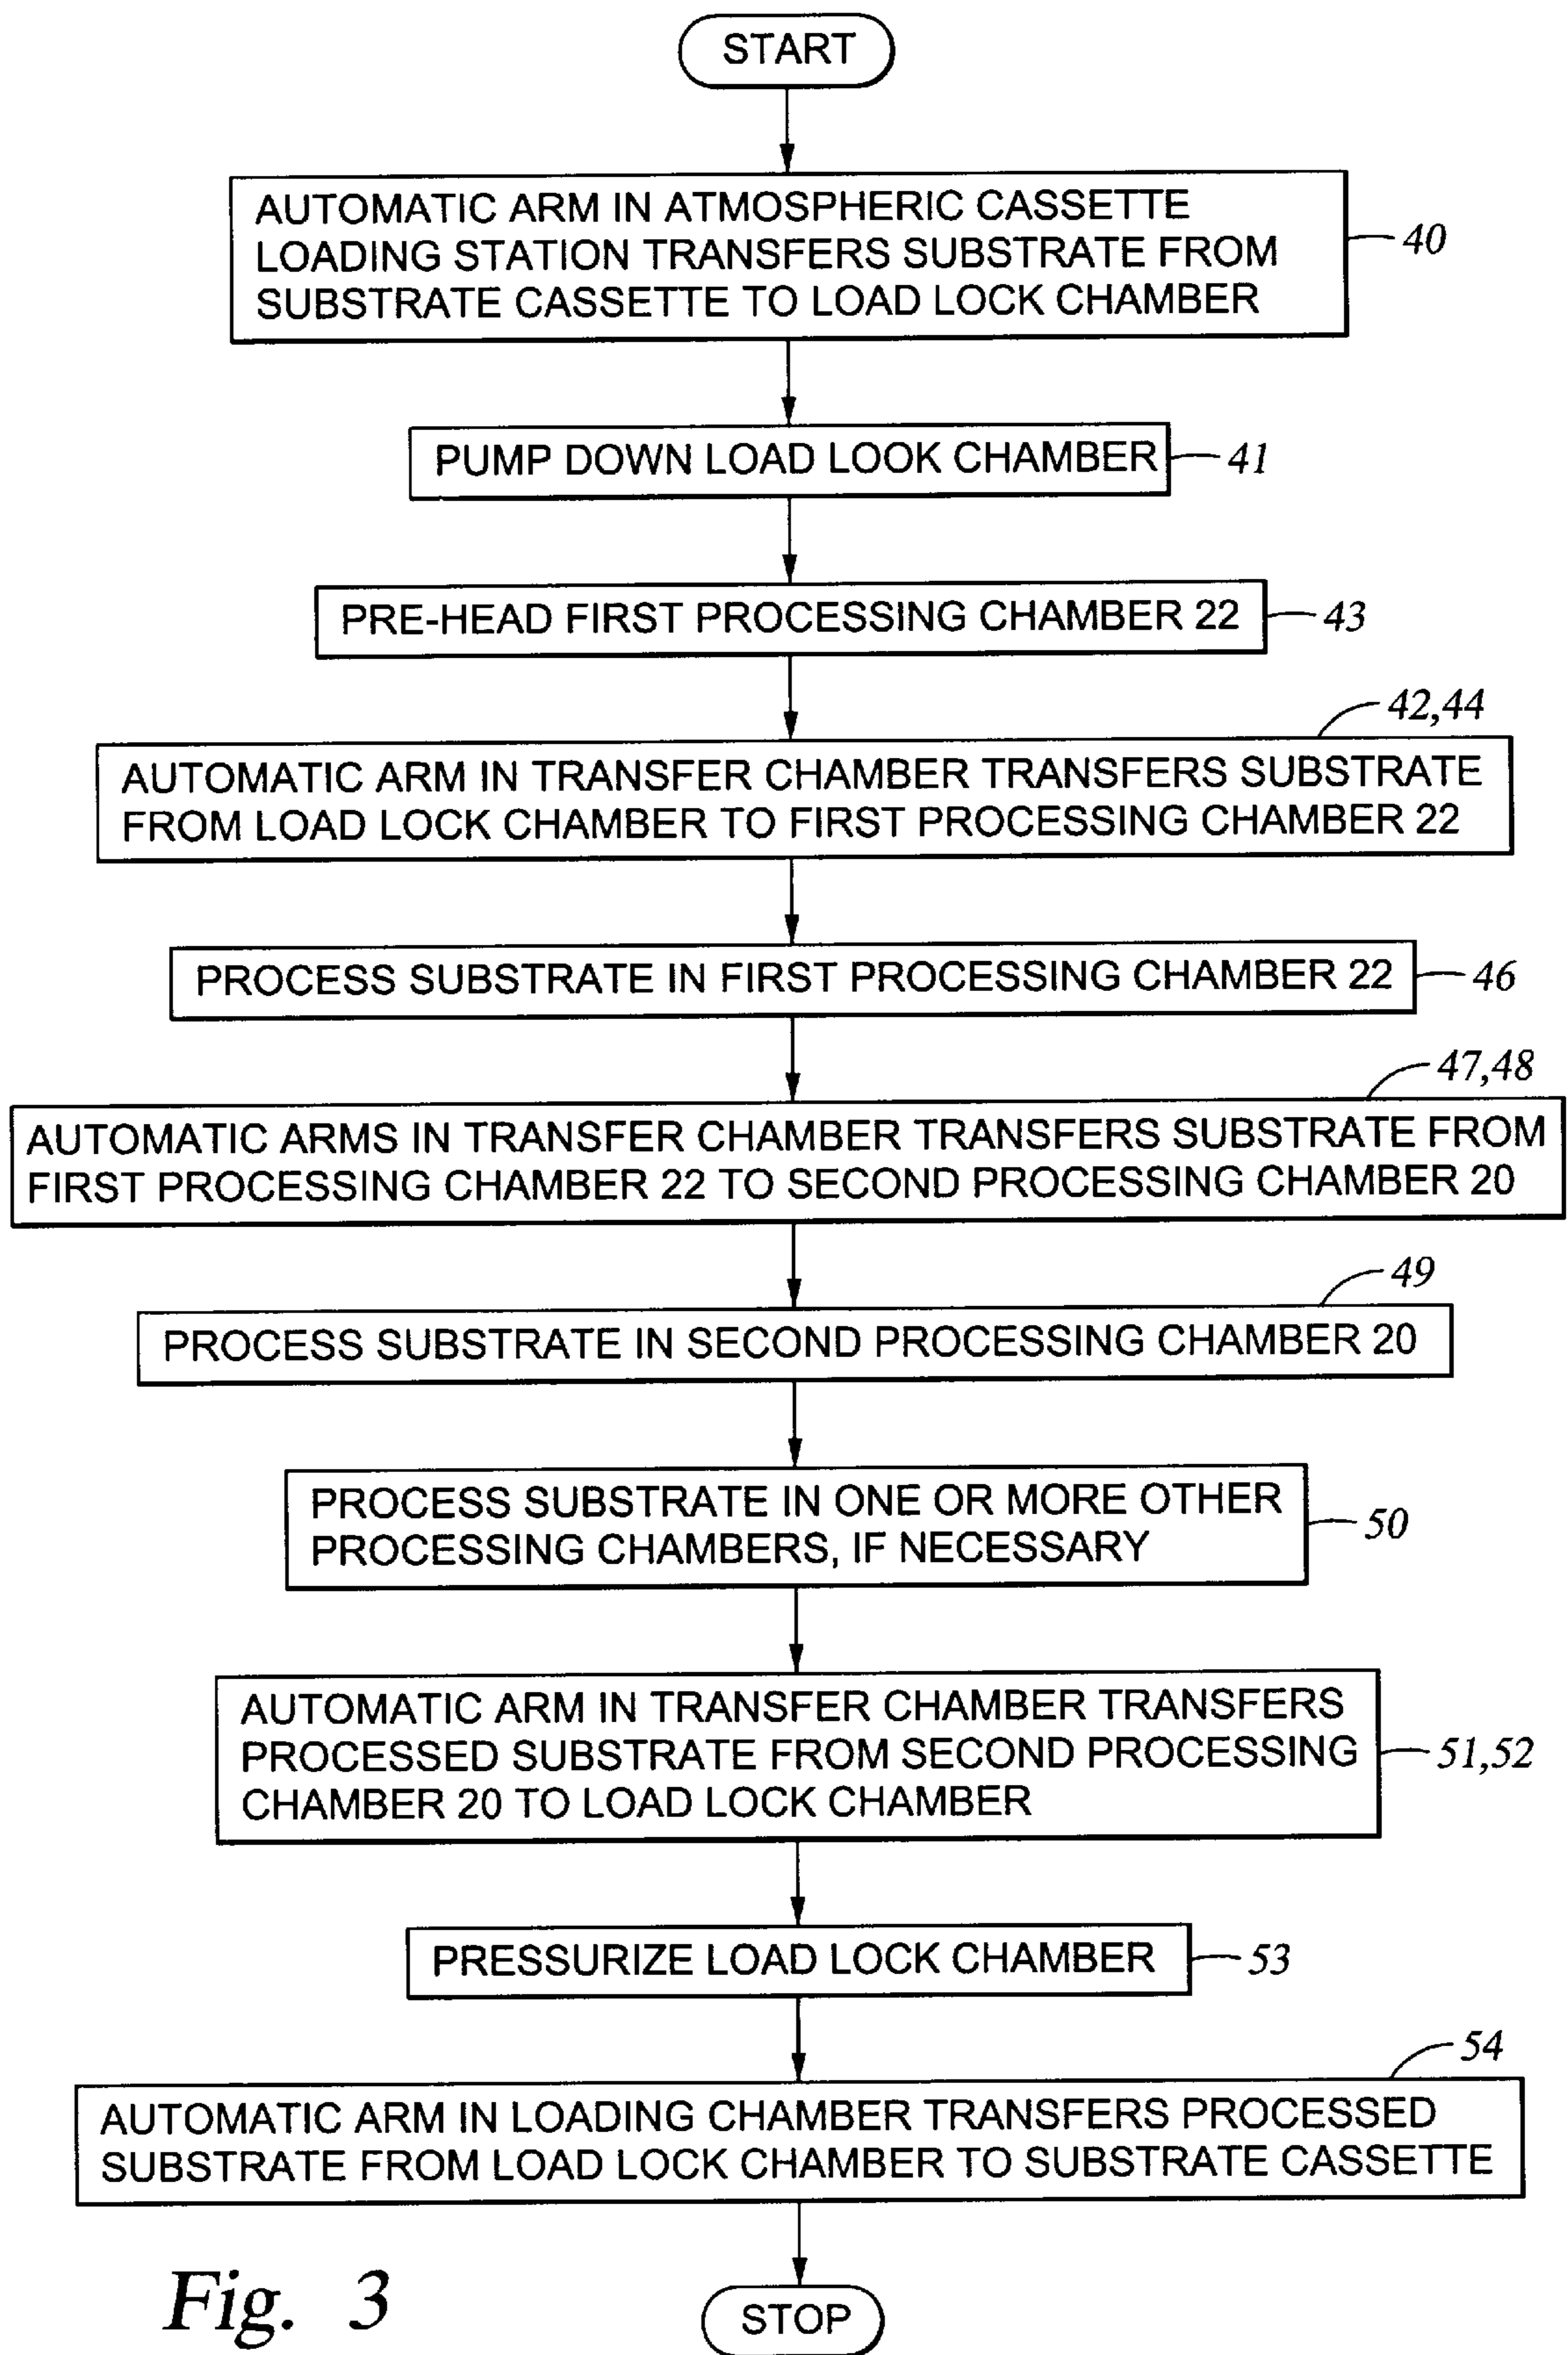 START
AUTOMATIC ARM IN ATMOSPHERIC CASSETTE
LOADING STATION TRANSFERS SUBSTRATE FROM
SUBSTRATE CASSETTE TO LOAD LOCK CHAMBER
40
PUMP DOWN LOAD LOOK CHAMBER
41
PRE-HEAD FIRST PROCESSING CHAMBER 22
43
42,44
AUTOMATIC ARM IN TRANSFER CHAMBER TRANSFERS SUBSTRATE
FROM LOAD LOCK CHAMBER TO FIRST PROCESSING CHAMBER 22
PROCESS SUBSTRATE IN FIRST PROCESSING CHAMBER 22
46
47,48
AUTOMATIC ARMS IN TRANSFER CHAMBER TRANSFERS SUBSTRATE FROM
FIRST PROCESSING CHAMBER 22 TO SECOND PROCESSING CHAMBER 20
49
PROCESS SUBSTRATE IN SECOND PROCESSING CHAMBER 20
PROCESS SUBSTRATE IN ONE OR MORE OTHER
PROCESSING CHAMBERS, IF NECESSARY
50
AUTOMATIC ARM IN TRANSFER CHAMBER TRANSFERS
PROCESSED SUBSTRATE FROM SECOND PROCESSING
CHAMBER 20 TO LOAD LOCK CHAMBER
51,52
PRESSURIZE LOAD LOCK CHAMBER
53
54
AUTOMATIC ARM IN LOADING CHAMBER TRANSFERS PROCESSED
SUBSTRATE FROM LOAD LOCK CHAMBER TO SUBSTRATE CASSETTE
Fig. 3
STOP